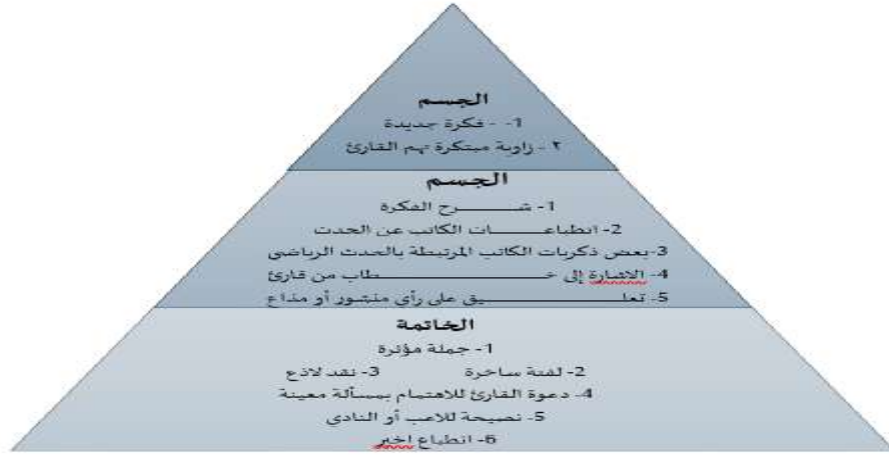 الجسم
1- - فكرة جديدة
٢ - زاوية مبتكرة تهم القارئ
الجسم
1- شـــــرح الفكرة
2- انطباعـــــات الكاتب عن الحدث
3-بعض ذكريات الكاتب المرتبطة بالحدث الرياضي
4- الاشارة إلى خـــــــطاب من قارئ
5- تعلـــــــيق على رأي منشور أو مذاع
الخاتمة
1- جملة مؤثرة
2- لفتة ساخرة 3- نقد لاذع
4- دعوة القارئ للاهتمام بمسألة معينة
5- نصيحة للاعب أو النادي
6- انطباع اخير